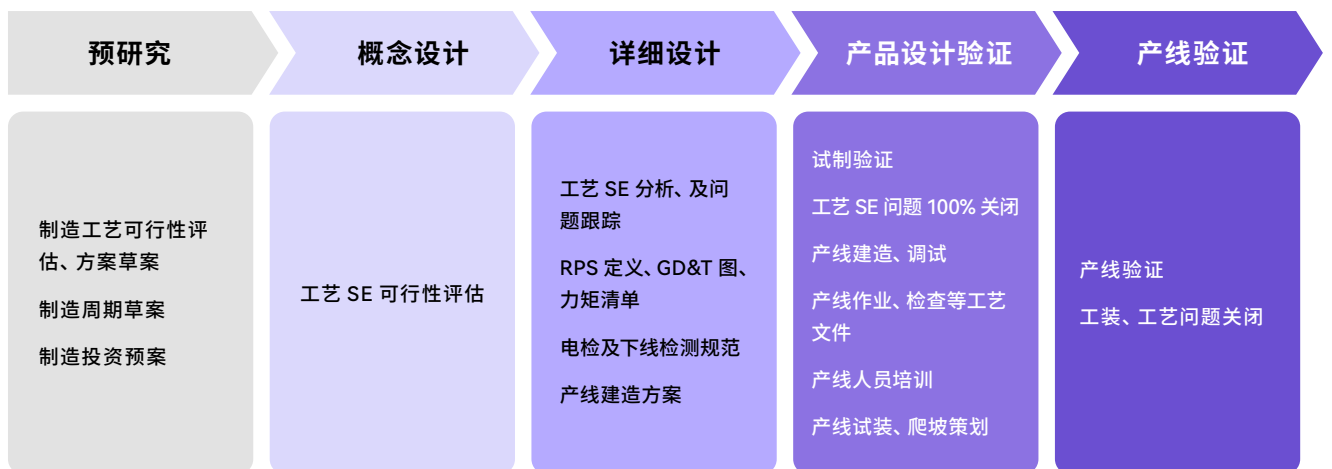 预研究
概念设计
详细设计
产品设计验证
产线验证
制造工艺可行性评
估、方案草案
制造周期草案
制造投资预案
工艺 SE 可行性评估
工艺 SE 分析、及问
题跟踪
RPS 定义、GD&T 图、
力矩清单
电检及下线检测规范
产线建造方案
试制验证
工艺 SE 问题 100% 关闭
产线建造、调试
产线作业、检查等工艺
文件
产线人员培训
产线试装、爬坡策划
产线验证
工装、工艺问题关闭